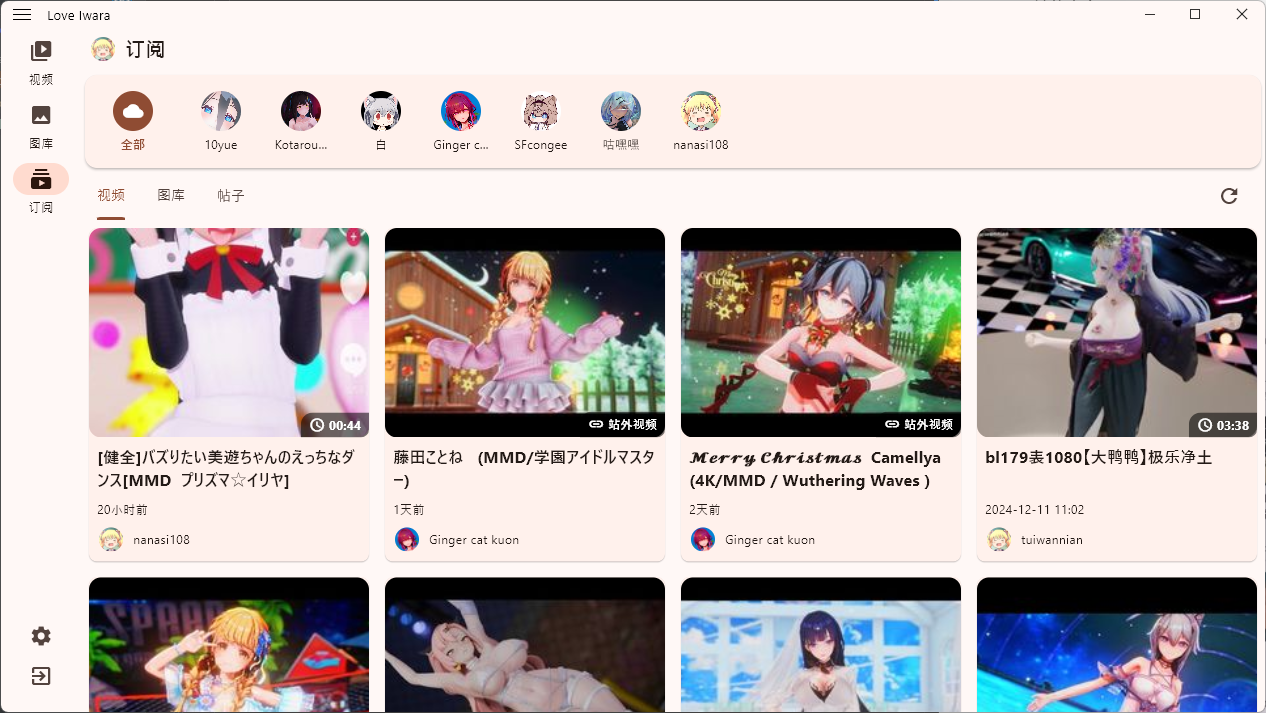 Love Iwara
视频
图库
订阅
订阅
全部
10yue
Kotarou...
白
Ginger c...
SFcongee
咕嘿嘿
nanasi108
视频
图库
帖子
00:44
[健全]バズりたい美遊ちゃんのえっちなダ
ンス[MMD プリズマ☆イリヤ]
20小时前
nanasi108
站外视频
藤田ことね (MMD/学園アイドルマスタ
ー)
1天前
Ginger cat kuon
Merry Christmas
站外视频
𝓜𝓮𝓻𝓻𝔂 𝓒𝓱𝓻𝓲𝓼𝓽𝓶𝓪𝓼 Camellya
(4K/MMD / Wuthering Waves )
2天前
Ginger cat kuon
03:38
bl179表1080【大鸭鸭】极乐净土
2024-12-11 11:02
tuiwannian